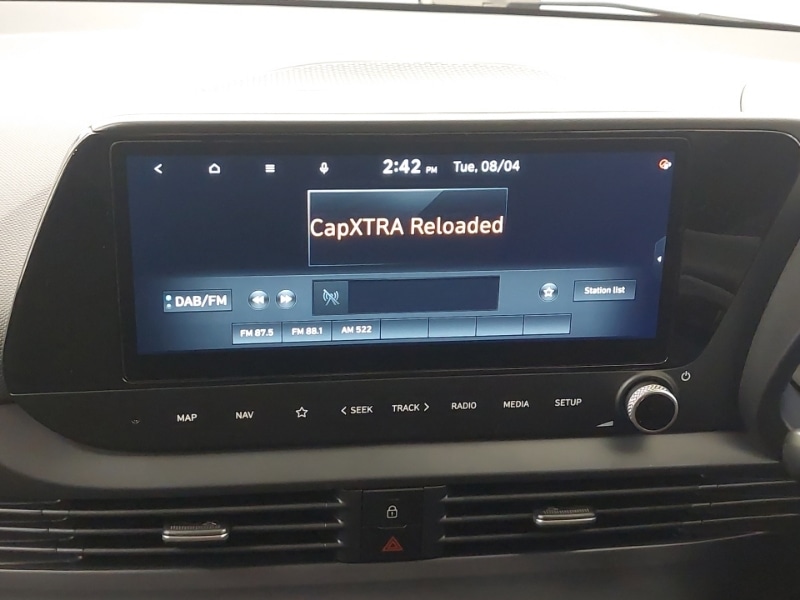 2:42 PM Tue, 08/04
CapXTRA Reloaded
DAB/FM Station list
FM 87.5 FM 88.1 AM 522
MAP NAV < SEEK TRACK > RADIO MEDIA SETUP